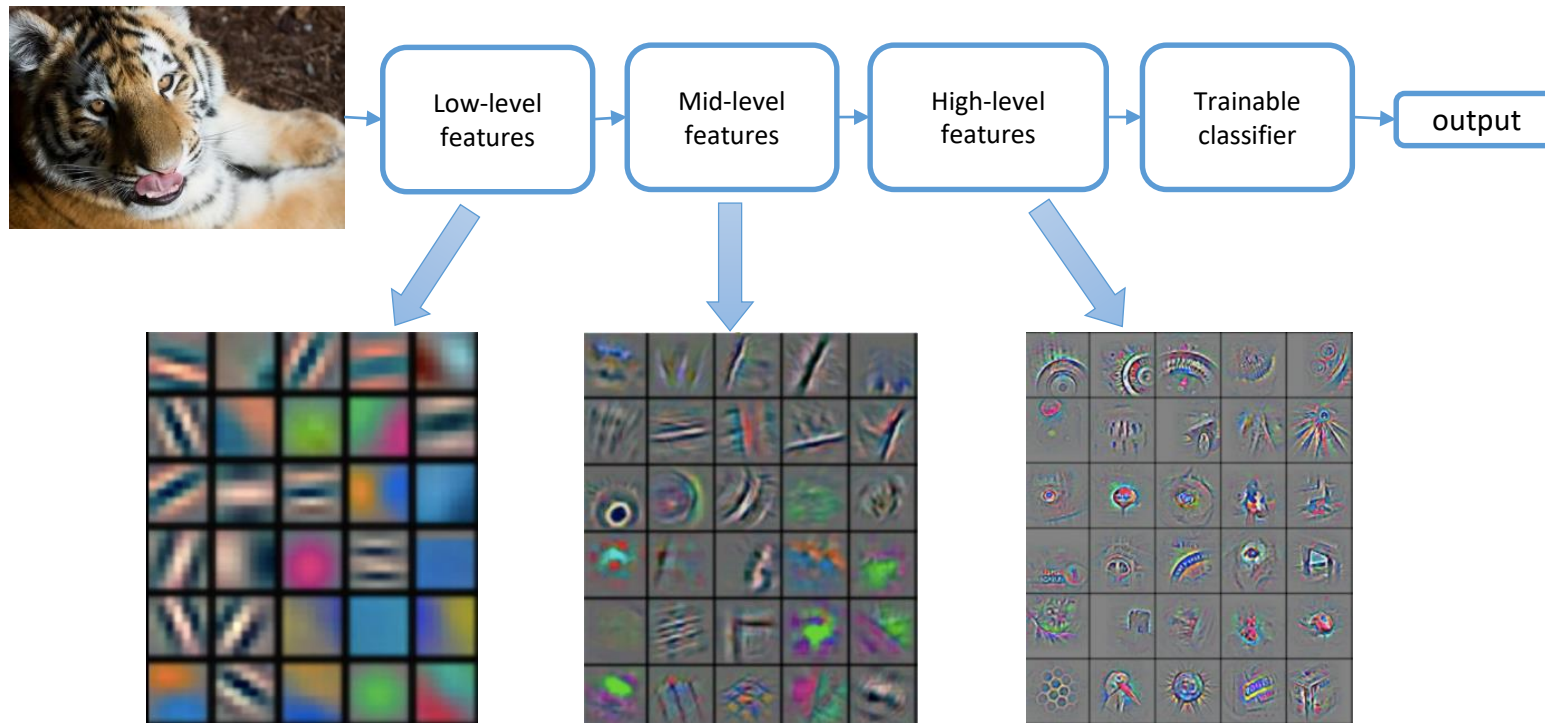 Low-level
features
Mid-level
features
High-level
features
Trainable
classifier
output